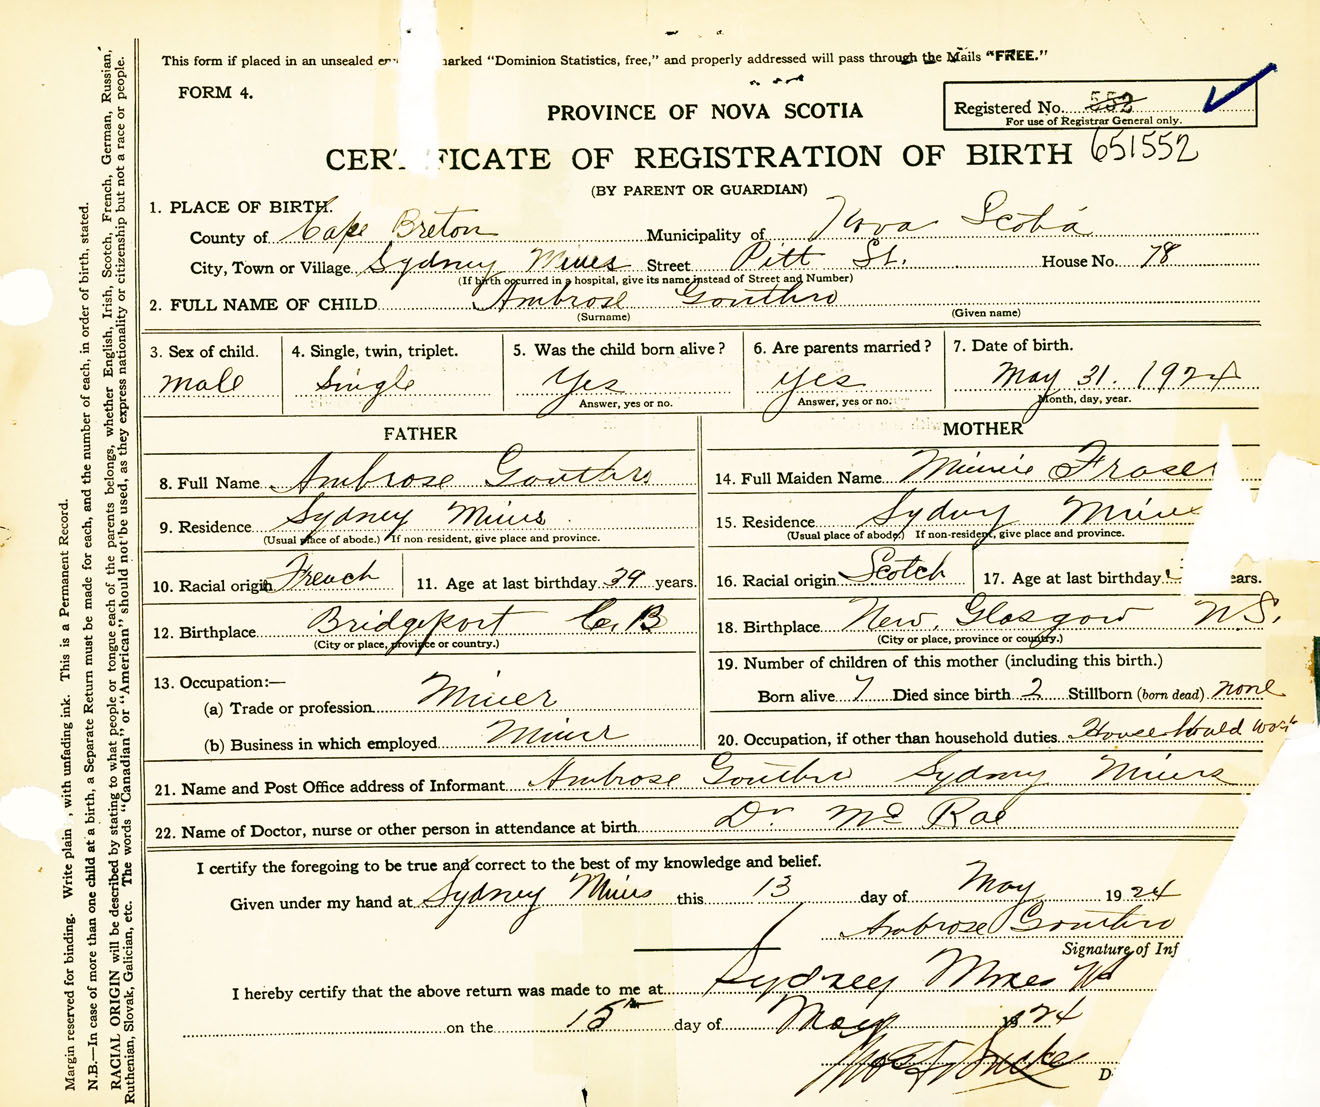 This form if placed in an unsealed en marked "Dominion Statistics, free," and properly addressed will pass through the Mails "FREE."
FORM 4.
PROVINCE OF NOVA SCOTIA
Registered No. 552
For use of Registrar General only.
651552
CERTIFICATE OF REGISTRATION OF BIRTH
(BY PARENT OR GUARDIAN)
1. PLACE OF BIRTH.
County of Cape Breton Municipality of Nova Scotia
City, Town or Village Sydney Mines Street Pitt St. House No. 78
(If birth occurred in a hospital, give its name instead of Street and Number)
2. FULL NAME OF CHILD Ambrose Gouthro
(Surname) (Given name)
3. Sex of child. 4. Single, twin, triplet. 5. Was the child born alive? 6. Are parents married? 7. Date of birth.
male Single Yes yes May 31. 1924
Answer, yes or no. Answer, yes or no. Month, day, year.
FATHER
8. Full Name Ambrose Gouthro
9. Residence Sydney Mines
(Usual place of abode.) If non-resident, give place and province.
10. Racial origin French 11. Age at last birthday 39 years.
12. Birthplace Bridgeport C.B
(City or place, province or country.)
13. Occupation:—
(a) Trade or profession Miner
(b) Business in which employed Miner
MOTHER
14. Full Maiden Name Minnie Fraser
15. Residence Sydney Mines
(Usual place of abode.) If non-resident, give place and province.
16. Racial origin Scotch 17. Age at last birthday ears.
18. Birthplace New Glasgow N.S.
(City or place, province or country.)
19. Number of children of this mother (including this birth.)
Born alive 7 Died since birth 2 Stillborn (born dead) none
20. Occupation, if other than household duties Household work
21. Name and Post Office address of Informant Ambrose Gouthro Sydney Mines
22. Name of Doctor, nurse or other person in attendance at birth Dr McRae
I certify the foregoing to be true and correct to the best of my knowledge and belief.
Given under my hand at Sydney Mines this 13 day of May 1924
Ambrose Gouthro
Signature of Inf
I hereby certify that the above return was made to me at Sydney Mines
on the 15th day of May 1924
D
Margin reserved for binding. Write plain , with unfading ink. This is a Permanent Record.
N.B.—In case of more than one child at a birth, a Separate Return must be made for each, and the number of each, in order of birth, stated.
RACIAL ORIGIN will be described by stating to what people or tongue each of the parents belongs, whether English, Irish, Scotch, French, German, Russian,
Ruthenian, Slovak, Galician, etc. The words "Canadian" or "American" should not be used, as they express nationality or citizenship but not a race or people.